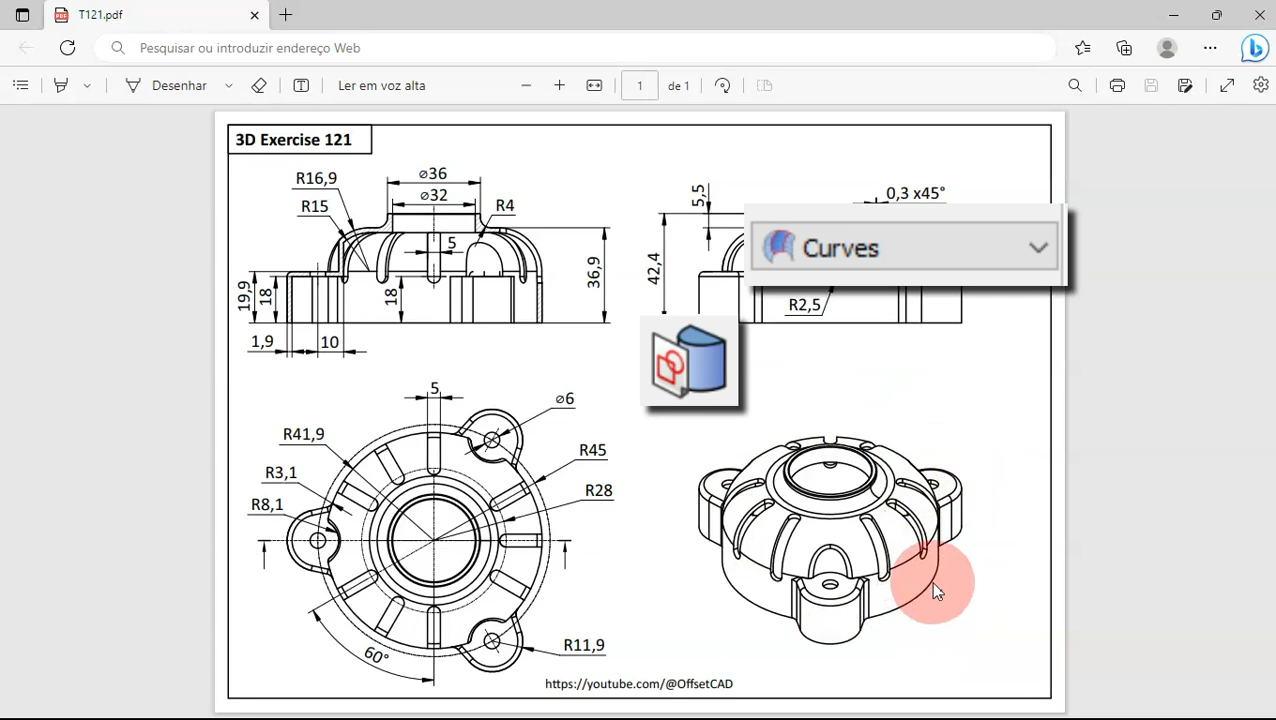 T121.pdf
Pesquisar ou introduzir endereço Web
Desenhar
Ler em voz alta
1
de 1
3D Exercise 121
R16,9
⌀36
R15
⌀32
R4
5
36,9
19,9
18
18
1,9
10
5,5
0,3 x45°
42,4
R2,5
Curves
5
⌀6
R41,9
R45
R3,1
R28
R8,1
60°
R11,9
https://youtube.com/@OffsetCAD